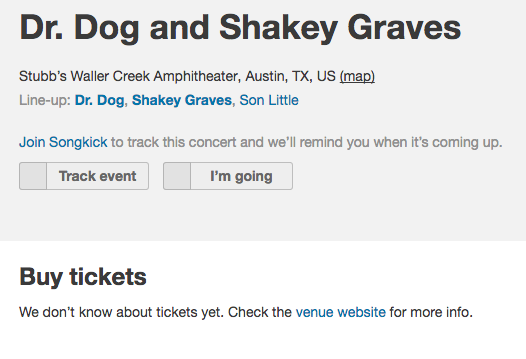 Dr. Dog and Shakey Graves
Stubb's Waller Creek Amphitheater, Austin, TX, US (map)
Line-up: Dr. Dog, Shakey Graves, Son Little
Join Songkick to track this concert and we'll remind you when it's coming up.
Track event I'm going
Buy tickets
We don't know about tickets yet. Check the venue website for more info.